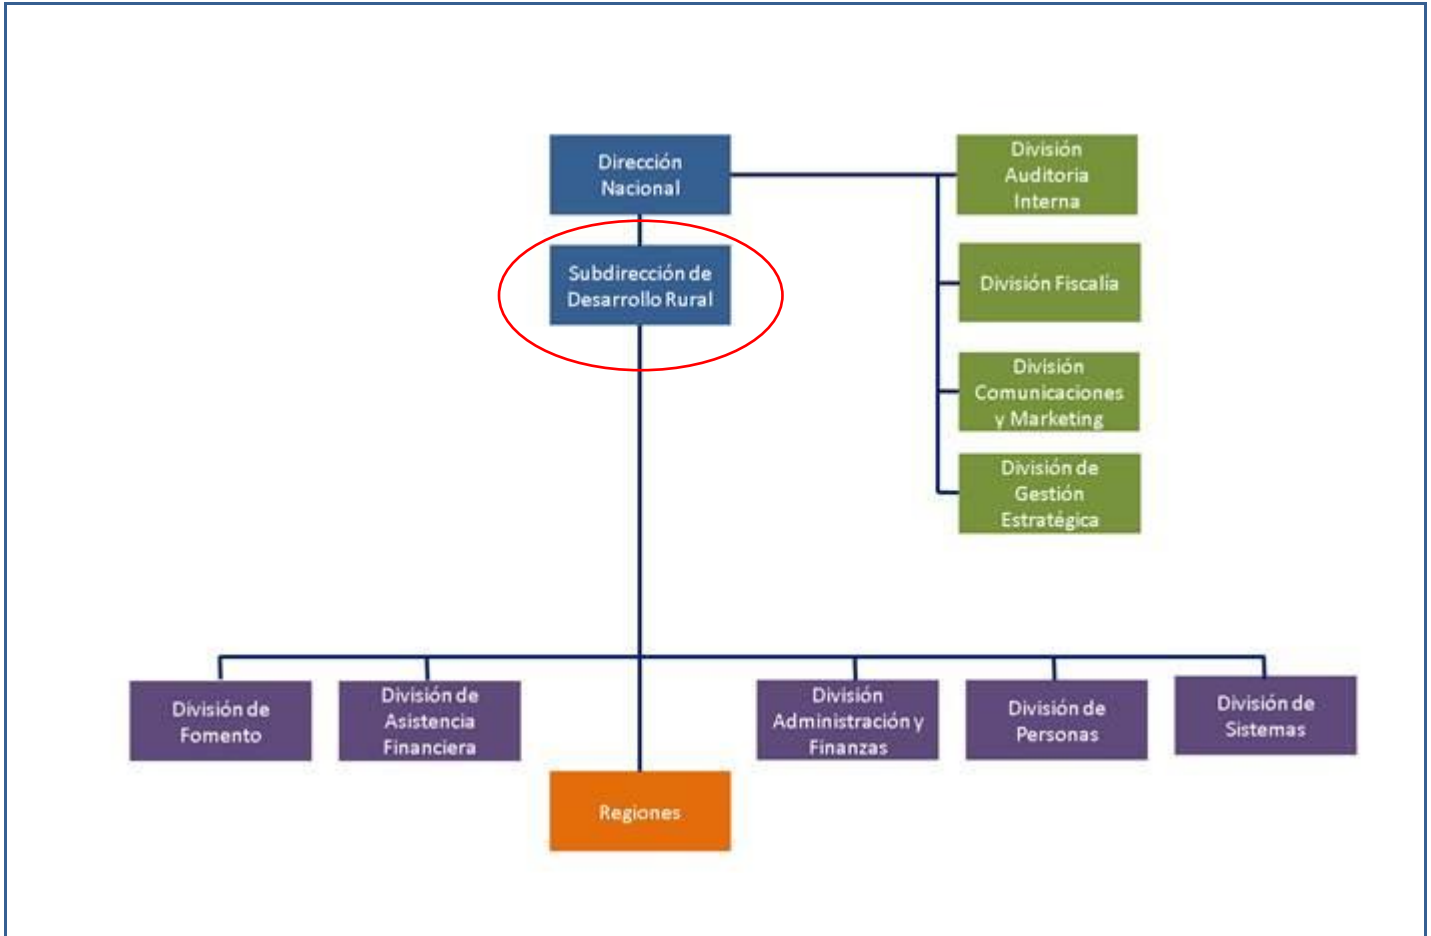 Dirección
Nacional
División
Auditoria
Interna
Subdirección de
Desarrollo Rural
División Fiscalía
División
Comunicaciones
y Marketing
División de
Gestión
Estratégica
División de
Fomento
División de
Asistencia
Financiera
División
Administración y
Finanzas
División de
Personas
División de
Sistemas
Regiones